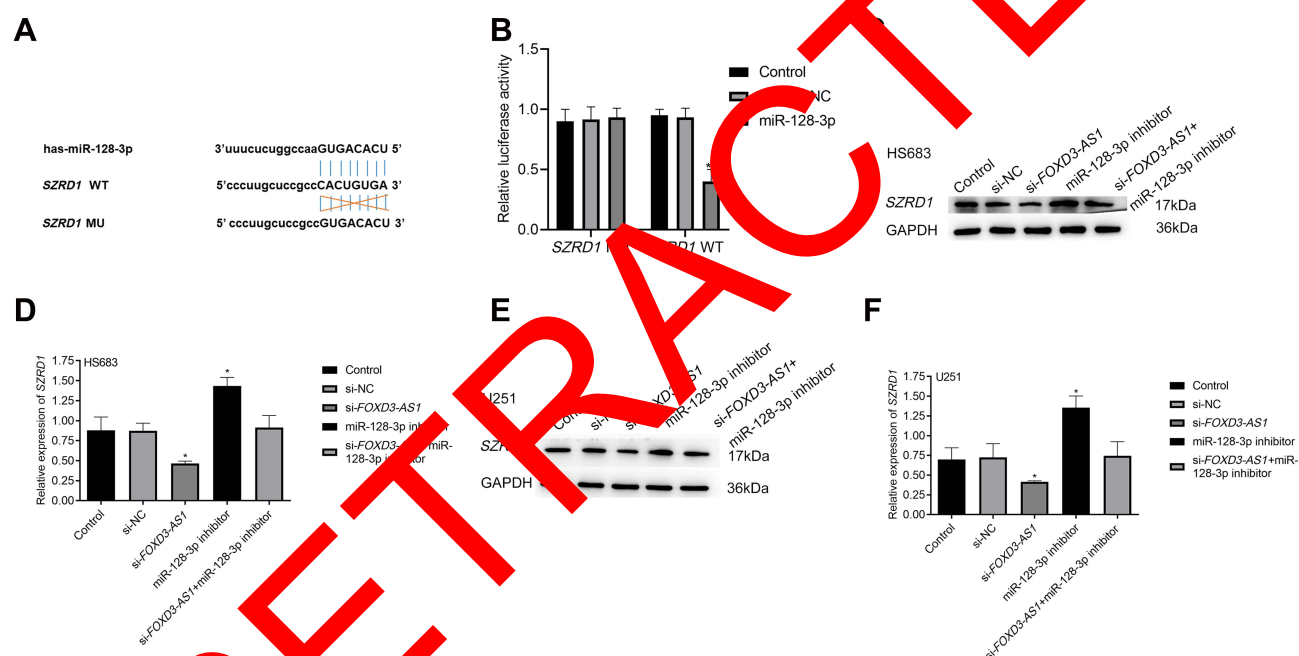 A
has-miR-128-3p
3'uuucucuggccaaGUGACACU 5'
SZRD1 WT
5'cccuugcuccgccCACUGUGA 3'
SZRD1 MU
5' cccuugcuccgccGUGACACU 3'
B
Relative luciferase activity
1.5
1.0
0.5
0.0
*
SZRD1
WT
Control
miR-128-3p
HS683
Control
si-NC
si-FOXD3-AS1
miR-128-3p inhibitor
si-FOXD3-AS1+
miR-128-3p inhibitor
SZRD1
17kDa
GAPDH
36kDa
D
Relative expression of SZRD1
HS683
1.75
1.50
1.25
1.00
0.75
0.50
0.25
0.00
*
*
Control
si-NC
si-FOXD3-AS1
miR-128-3p inhibitor
si-FOXD3-AS1+miR-128-3p inhibitor
Control
si-NC
si-FOXD3-AS1
miR-128-3p
E
miR-128-3p inhibitor
si-FOXD3-AS1+
miR-128-3p inhibitor
17kDa
GAPDH
36kDa
F
Relative expression of SZRD1
U251
1.75
1.50
1.25
1.00
0.75
0.50
0.25
0.00
*
*
Control
si-NC
si-FOXD3-AS1
miR-128-3p inhibitor
si-FOXD3-AS1+miR-128-3p inhibitor
Control
si-NC
si-FOXD3-AS1
miR-128-3p inhibitor
si-FOXD3-AS1+miR-
128-3p inhibitor
RETRACTE